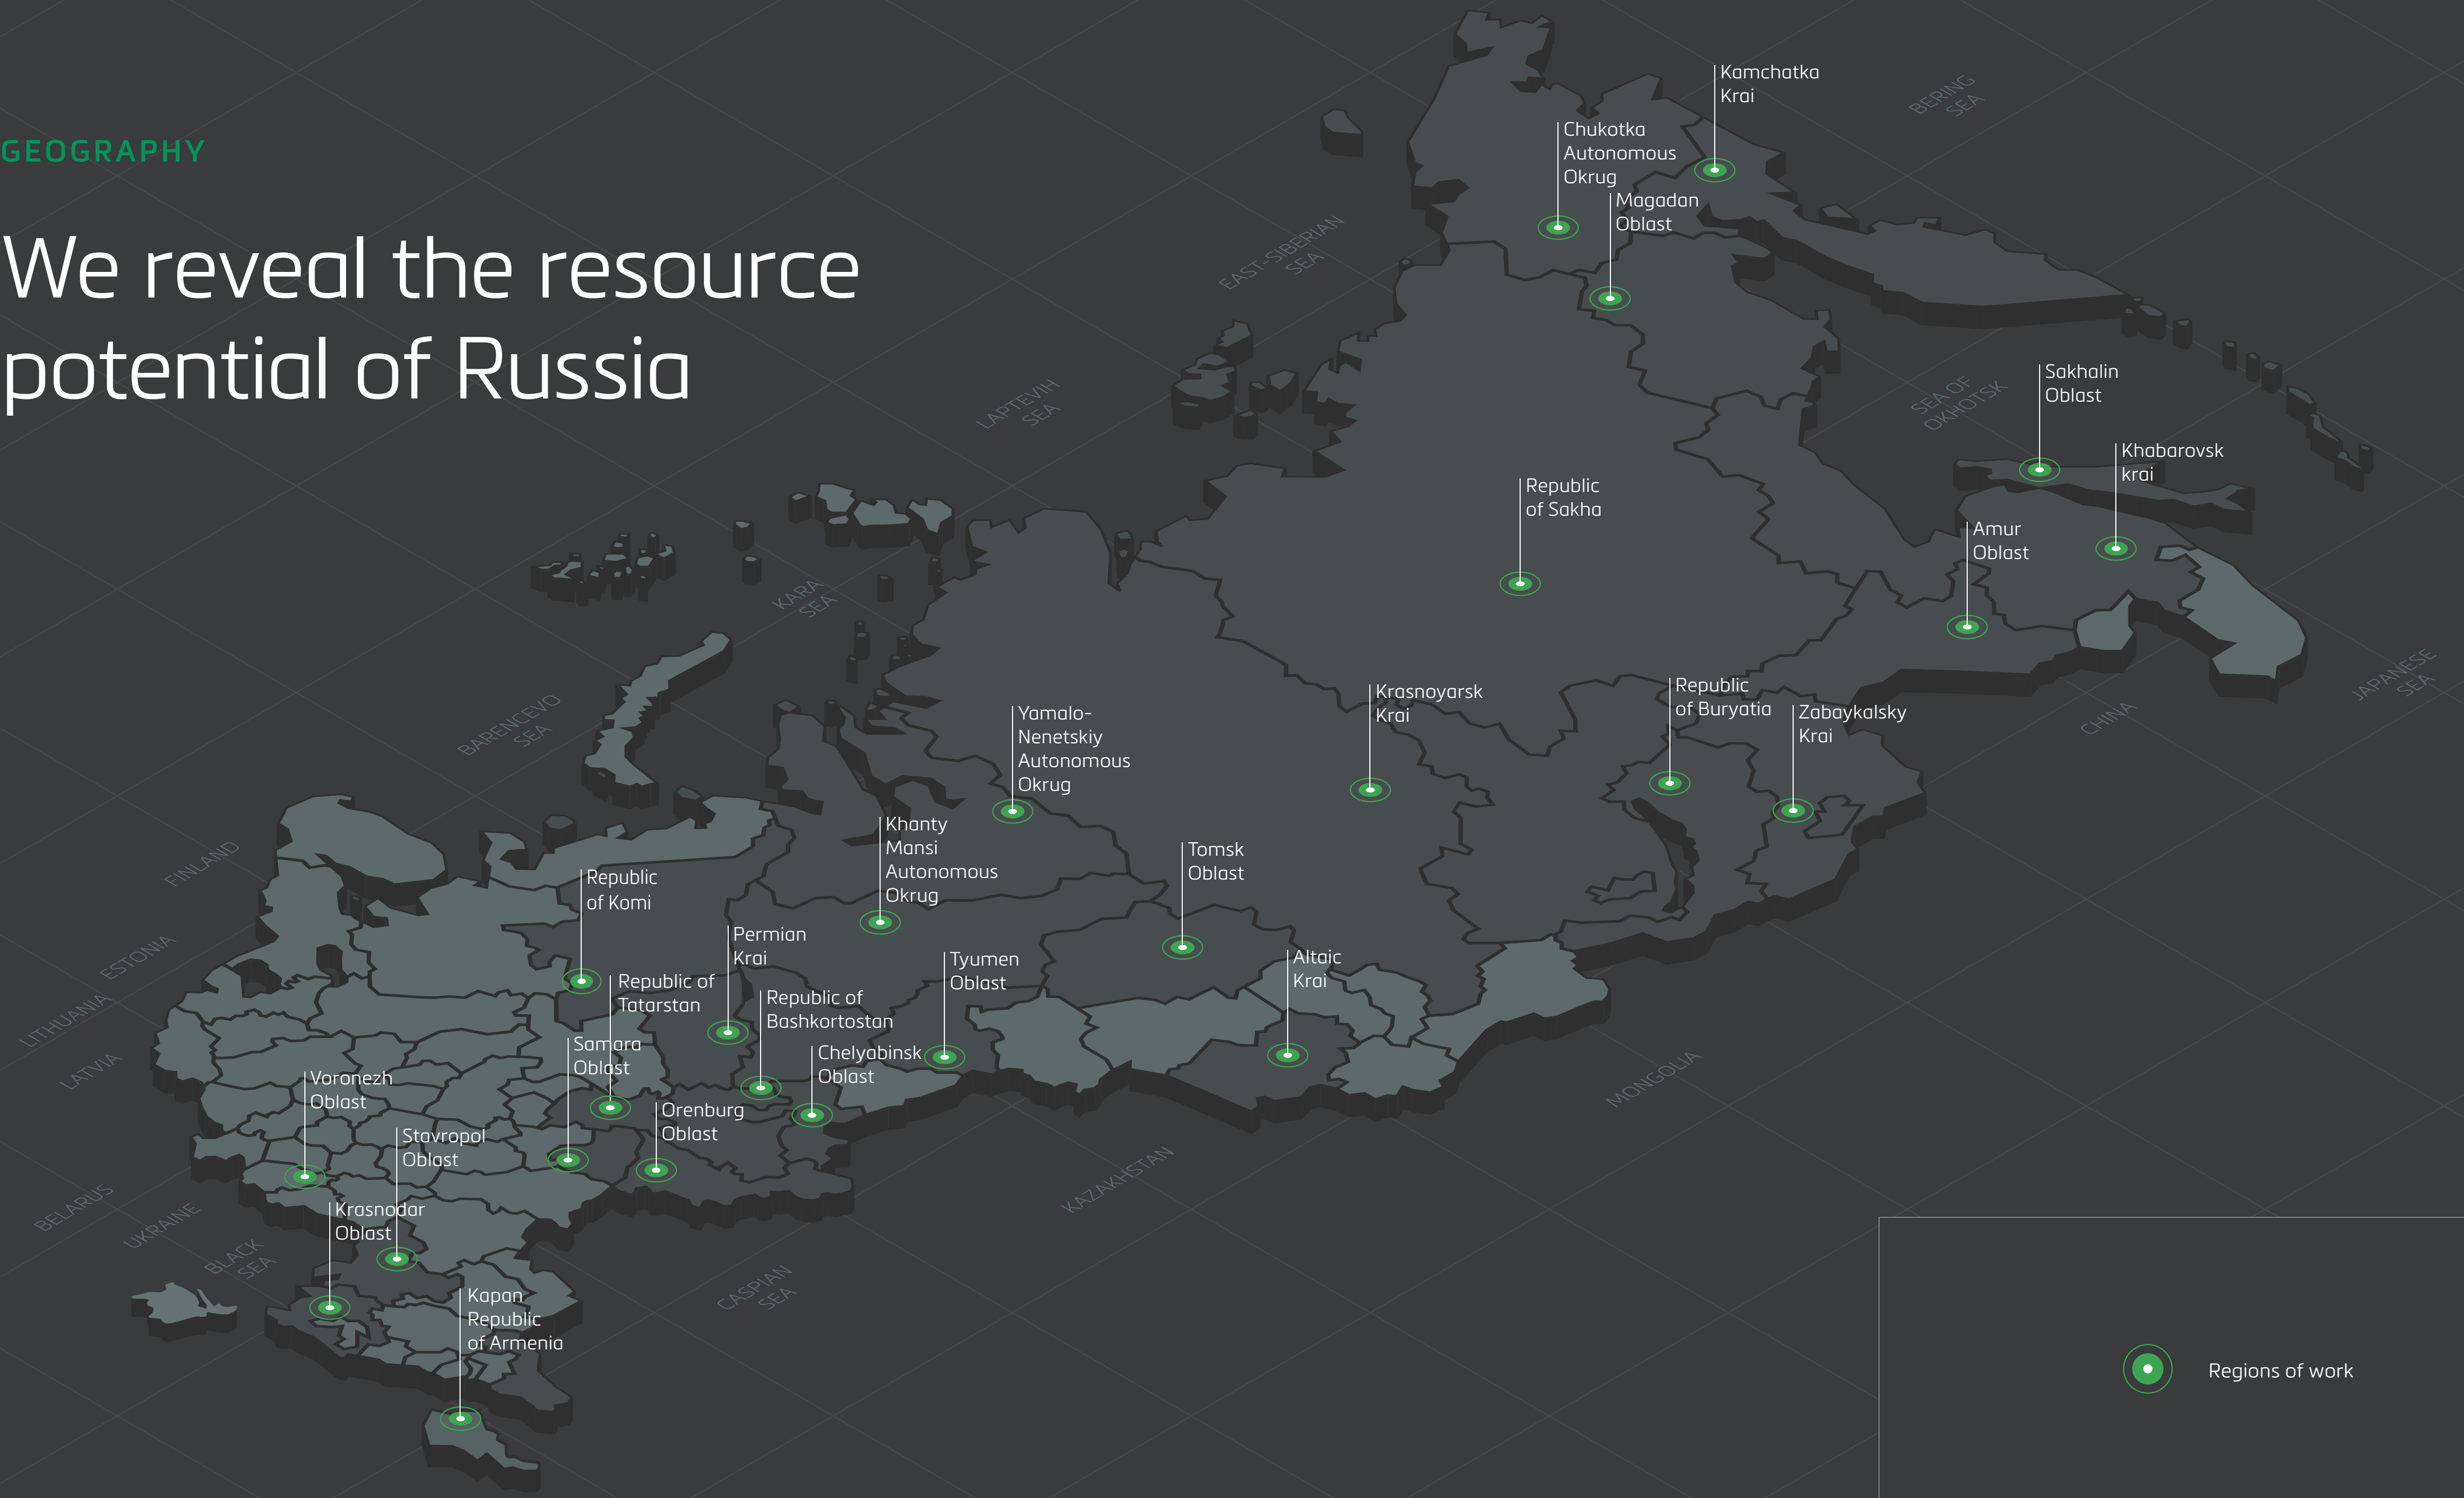 GEOGRAPHY
We reveal the resource
potential of Russia
Kamchatka
Krai
BERING
SEA
Chukotka
Autonomous
Okrug
Magadan
Oblast
EAST-SIBERIAN
SEA
LAPTEVIH
SEA
SEA OF
OKHOTSK
Sakhalin
Oblast
Khabarovsk
krai
Republic
of Sakha
Amur
Oblast
KARA
SEA
BARENCEVO
SEA
JAPANESE
SEA
CHINA
Yamalo-
Nenetskiy
Autonomous
Okrug
Krasnoyarsk
Krai
Republic
of Buryatia
Zabaykalsky
Krai
Khanty
Mansi
Autonomous
Okrug
Tomsk
Oblast
FINLAND
Republic
of Komi
Permian
Krai
Tyumen
Oblast
Altaic
Krai
ESTONIA
Republic of
Tatarstan
Republic of
Bashkortostan
LITHUANIA
Samara
Oblast
Chelyabinsk
Oblast
LATVIA
Voronezh
Oblast
MONGOLIA
Orenburg
Oblast
Stavropol
Oblast
KAZAKHSTAN
BELARUS
UKRAINE
Krasnodar
Oblast
BLACK
SEA
CASPIAN
SEA
Kapan
Republic
of Armenia
Regions of work